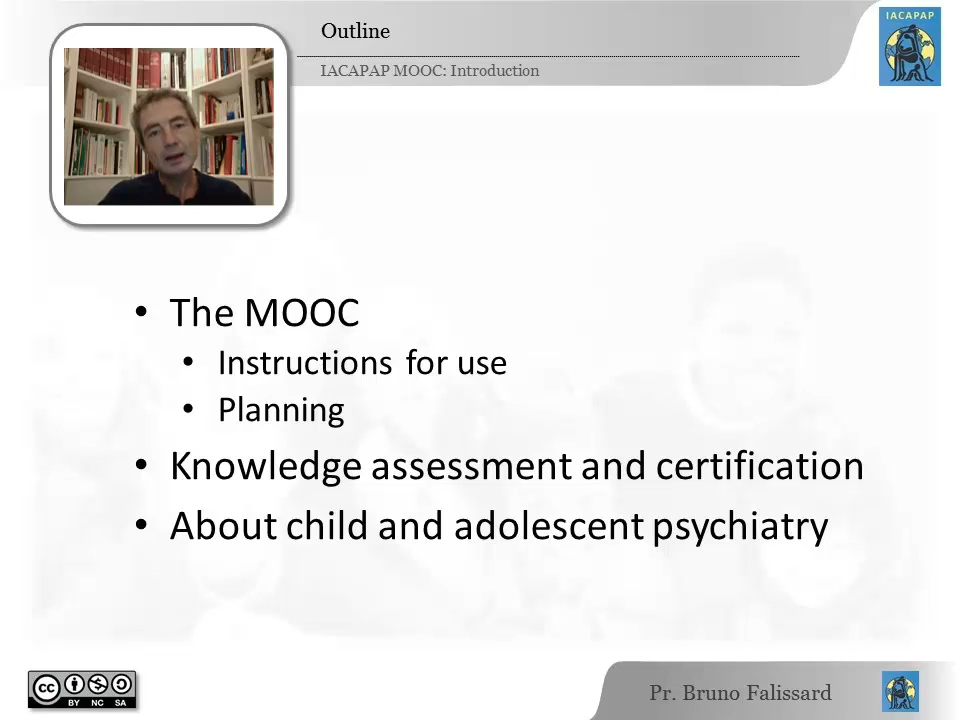 Outline
IACAPAP MOOC: Introduction
IACAPAP
• The MOOC
• Instructions for use
• Planning
• Knowledge assessment and certification
• About child and adolescent psychiatry
cc
BY NC SA
Pr. Bruno Falissard